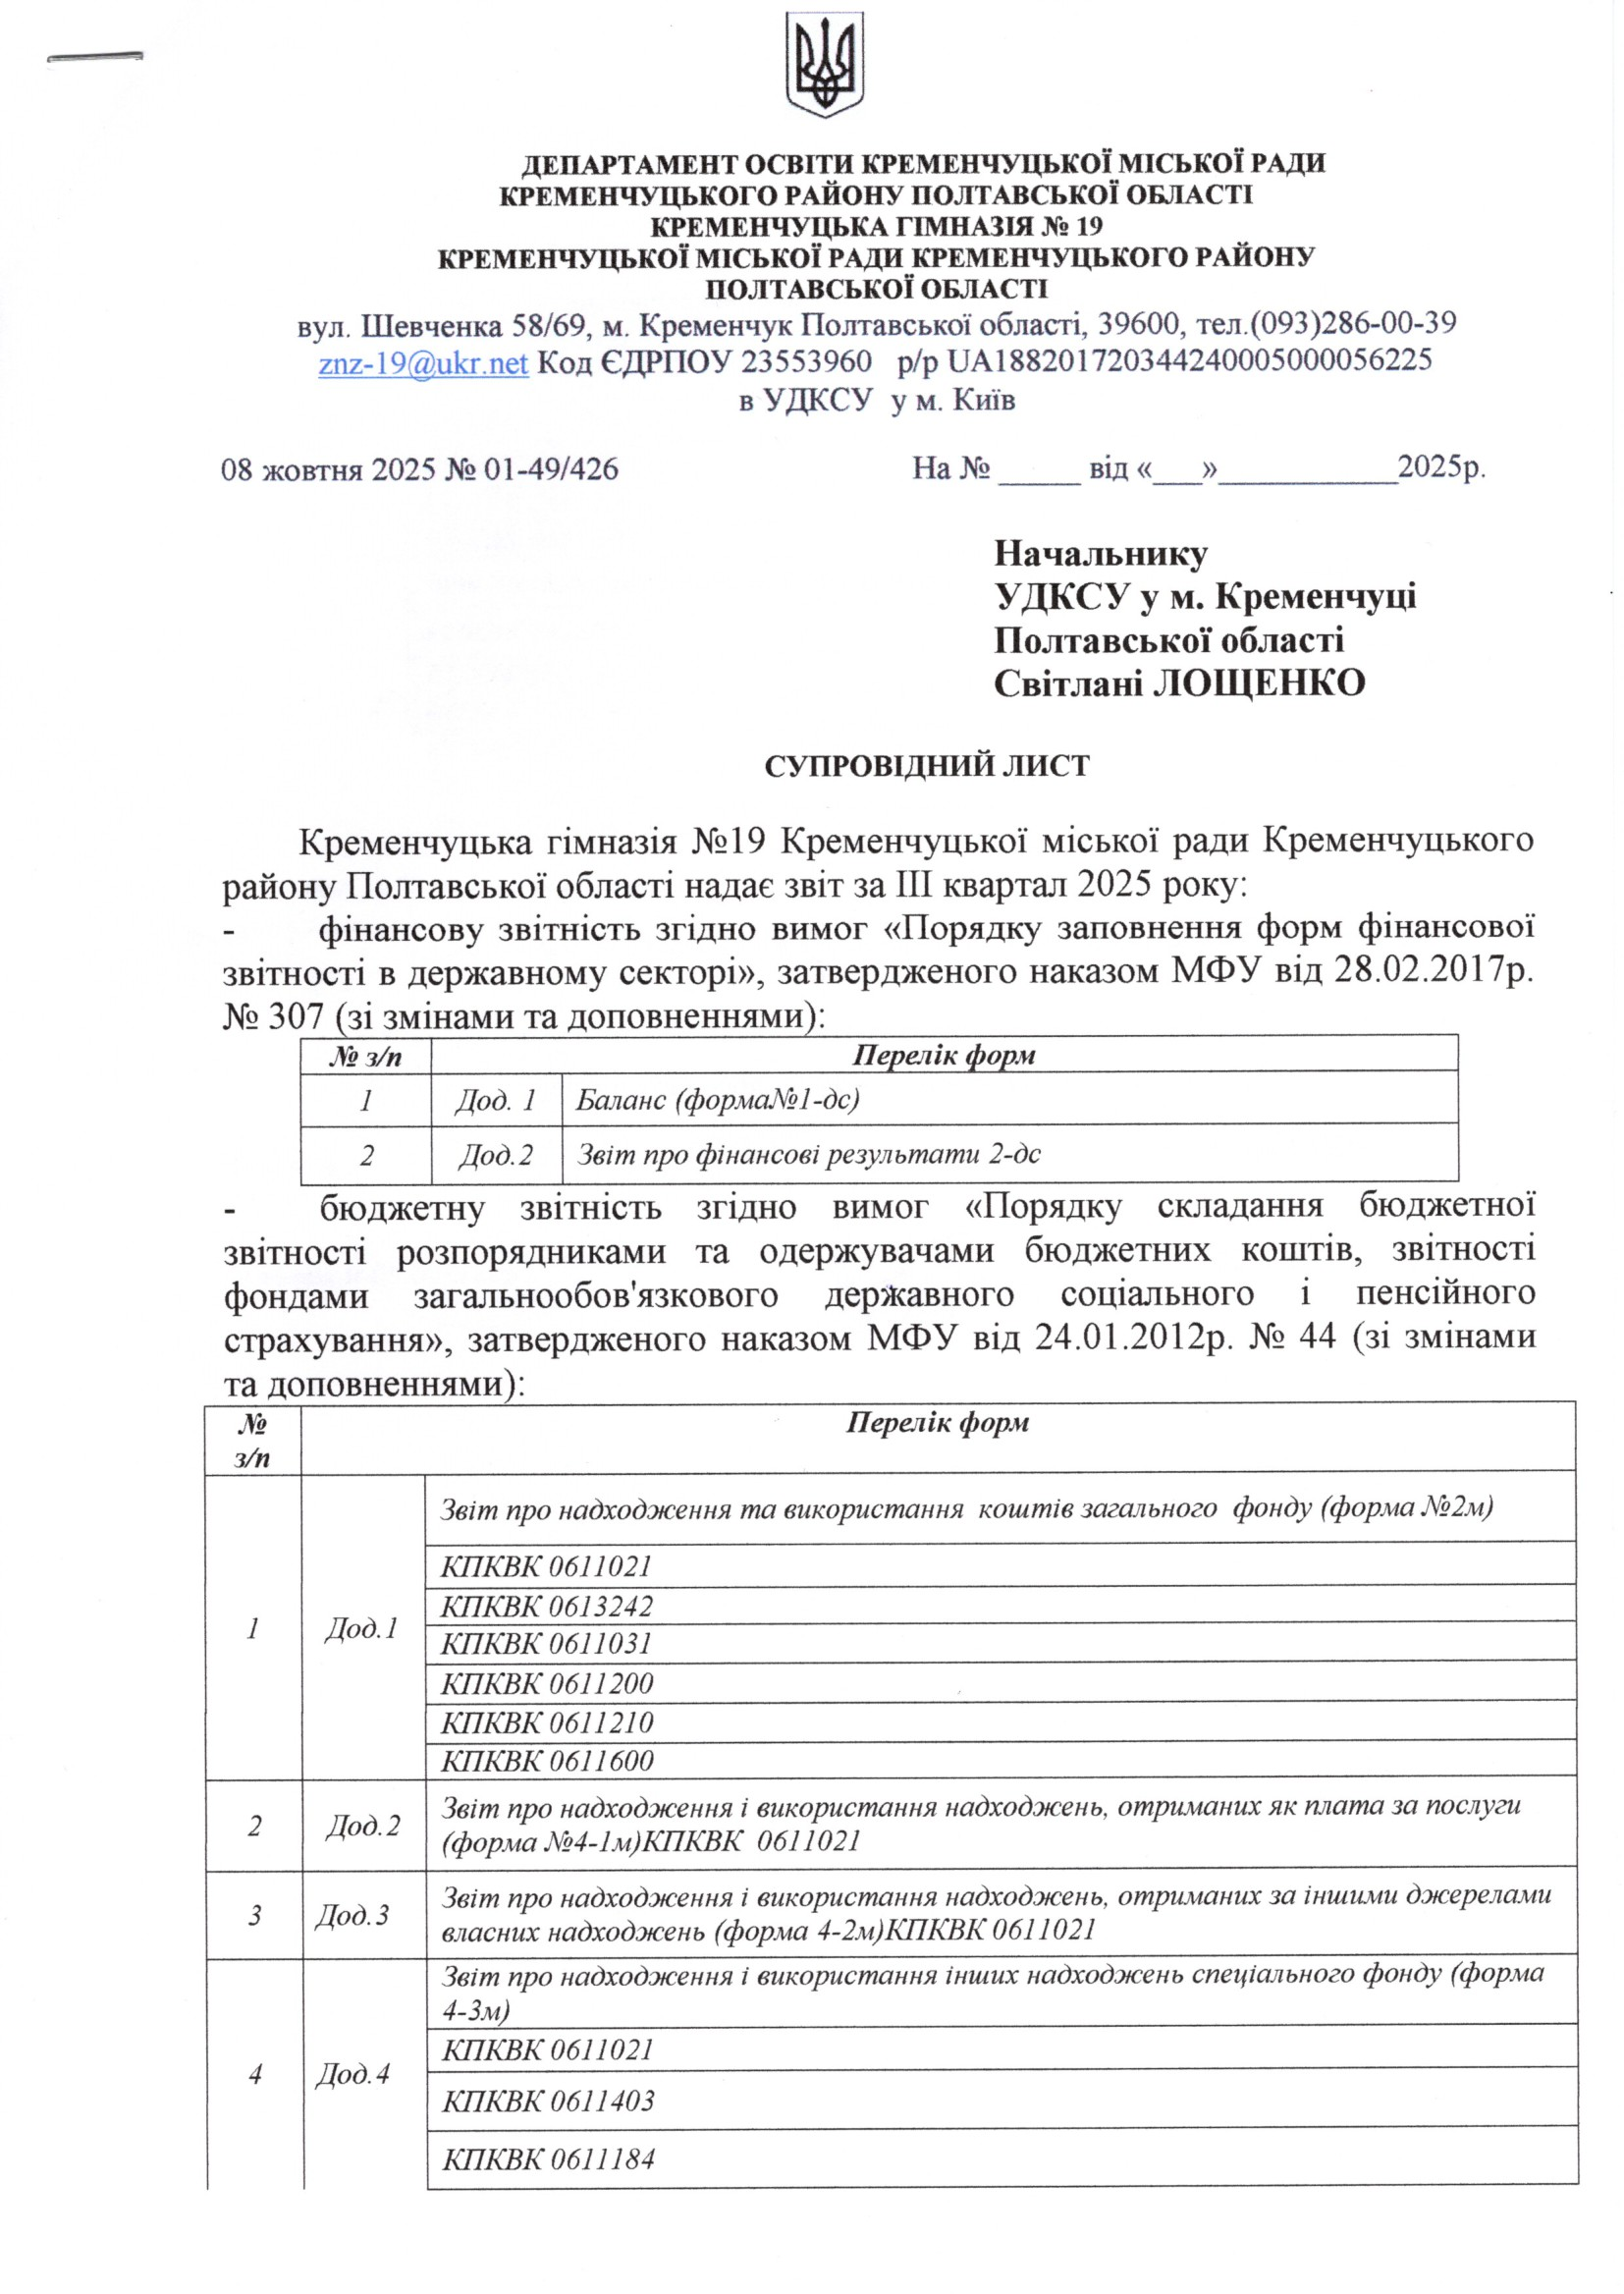 ДЕПАРТАМЕНТ ОСВІТИ КРЕМЕНЧУЦЬКОЇ МІСЬКОЇ РАДИ
КРЕМЕНЧУЦЬКОГО РАЙОНУ ПОЛТАВСЬКОЇ ОБЛАСТІ
КРЕМЕНЧУЦЬКА ГІМНАЗІЯ № 19
КРЕМЕНЧУЦЬКОЇ МІСЬКОЇ РАДИ КРЕМЕНЧУЦЬКОГО РАЙОНУ
ПОЛТАВСЬКОЇ ОБЛАСТІ
вул. Шевченка 58/69, м. Кременчук Полтавської області, 39600, тел.(093)286-00-39
znz-19@ukr.net Код ЄДРПОУ 23553960 р/р UA188201720344240005000056225
в УДКСУ у м. Київ
08 жовтня 2025 № 01-49/426 На № _____ від «___»___________2025р.
Начальнику
УДКСУ у м. Кременчуці
Полтавської області
Світлані ЛОЩЕНКО
СУПРОВІДНИЙ ЛИСТ
Кременчуцька гімназія №19 Кременчуцької міської ради Кременчуцького
району Полтавської області надає звіт за ІІІ квартал 2025 року:
- фінансову звітність згідно вимог «Порядку заповнення форм фінансової
звітності в державному секторі», затвердженого наказом МФУ від 28.02.2017р.
№ 307 (зі змінами та доповненнями):
№ з/п Перелік форм
1 Дод. 1 Баланс (форма№1-дс)
2 Дод.2 Звіт про фінансові результати 2-дс
- бюджетну звітність згідно вимог «Порядку складання бюджетної
звітності розпорядниками та одержувачами бюджетних коштів, звітності
фондами загальнообов'язкового державного соціального і пенсійного
страхування», затвердженого наказом МФУ від 24.01.2012р. № 44 (зі змінами
та доповненнями):
№
з/п
Перелік форм
1 Дод.1
Звіт про надходження та використання коштів загального фонду (форма №2м)
КПКВК 0611021
КПКВК 0613242
КПКВК 0611031
КПКВК 0611200
КПКВК 0611210
КПКВК 0611600
2 Дод.2
Звіт про надходження і використання надходжень, отриманих як плата за послуги
(форма №4-1м)КПКВК 0611021
3 Дод.3
Звіт про надходження і використання надходжень, отриманих за іншими джерелами
власних надходжень (форма 4-2м)КПКВК 0611021
4 Дод.4
Звіт про надходження і використання інших надходжень спеціального фонду (форма
4-3м)
КПКВК 0611021
КПКВК 0611403
КПКВК 0611184